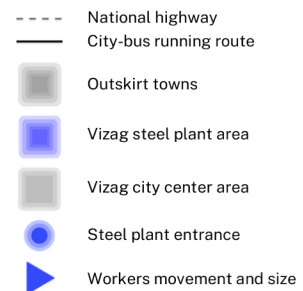 National highway
City-bus running route
Outskirt towns
Vizag steel plant area
Vizag city center area
Steel plant entrance
Workers movement and size